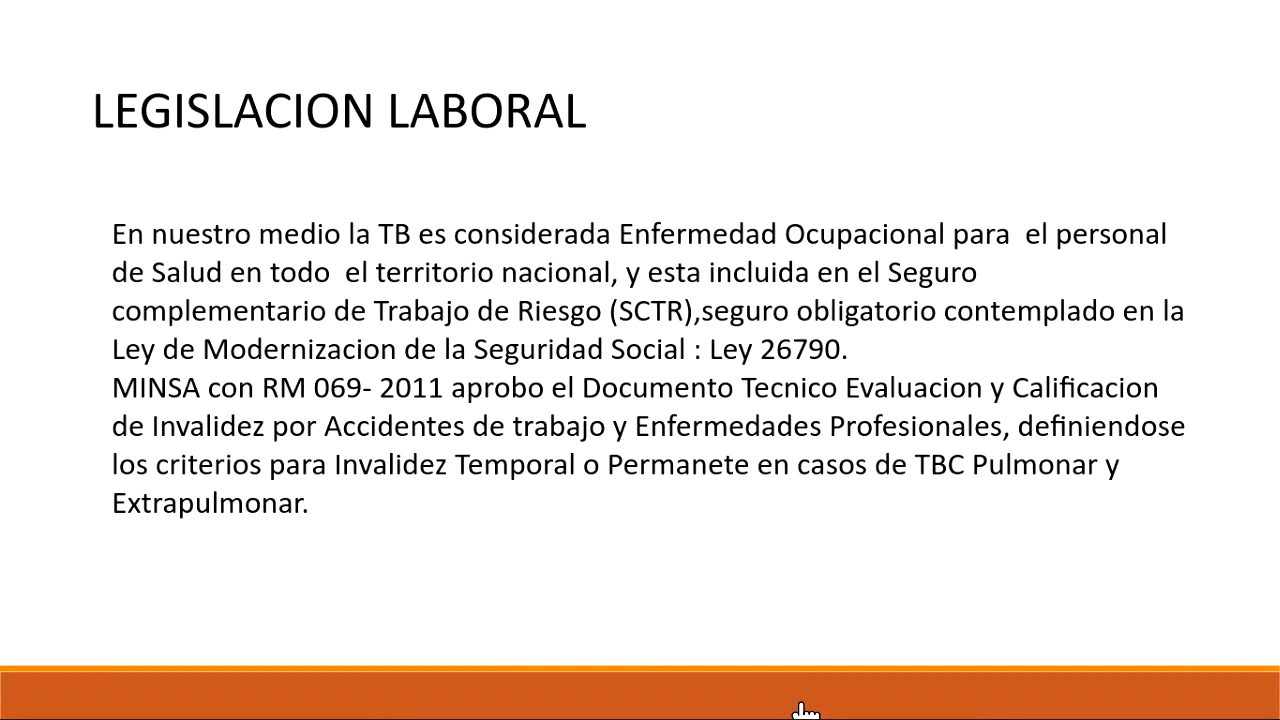 LEGISLACION LABORAL
En nuestro medio la TB es considerada Enfermedad Ocupacional para  el personal
de Salud en todo  el territorio nacional, y esta incluida en el Seguro
complementario de Trabajo de Riesgo (SCTR),seguro obligatorio contemplado en la
Ley de Modernizacion de la Seguridad Social : Ley 26790.
MINSA con RM 069- 2011 aprobo el Documento Tecnico Evaluacion y Calificacion
de Invalidez por Accidentes de trabajo y Enfermedades Profesionales, definiendose
los criterios para Invalidez Temporal o Permanete en casos de TBC Pulmonar y
Extrapulmonar.